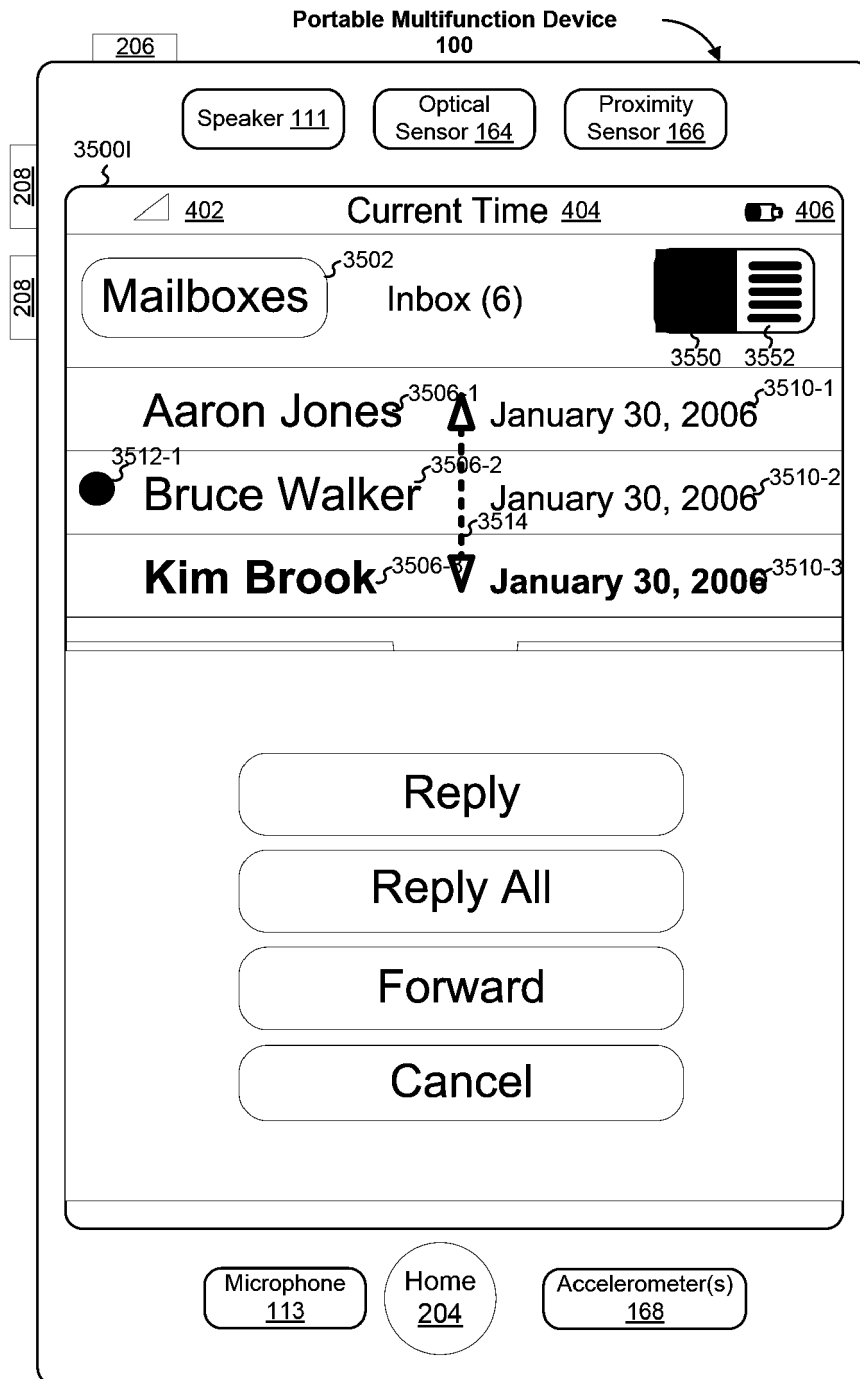 Portable Multifunction Device
100
206
Speaker 111
Optical
Sensor 164
Proximity
Sensor 166
208
208
3500I
402
Current Time 404
406
Mailboxes
3502
Inbox (6)
3550
3552
Aaron Jones
3506-1
January 30, 2006
3510-1
3512-1
Bruce Walker
3506-2
January 30, 2006
3510-2
3514
Kim Brook
3506-3
January 30, 2006
3510-3
Reply
Reply All
Forward
Cancel
Microphone
113
Home
204
Accelerometer(s)
168